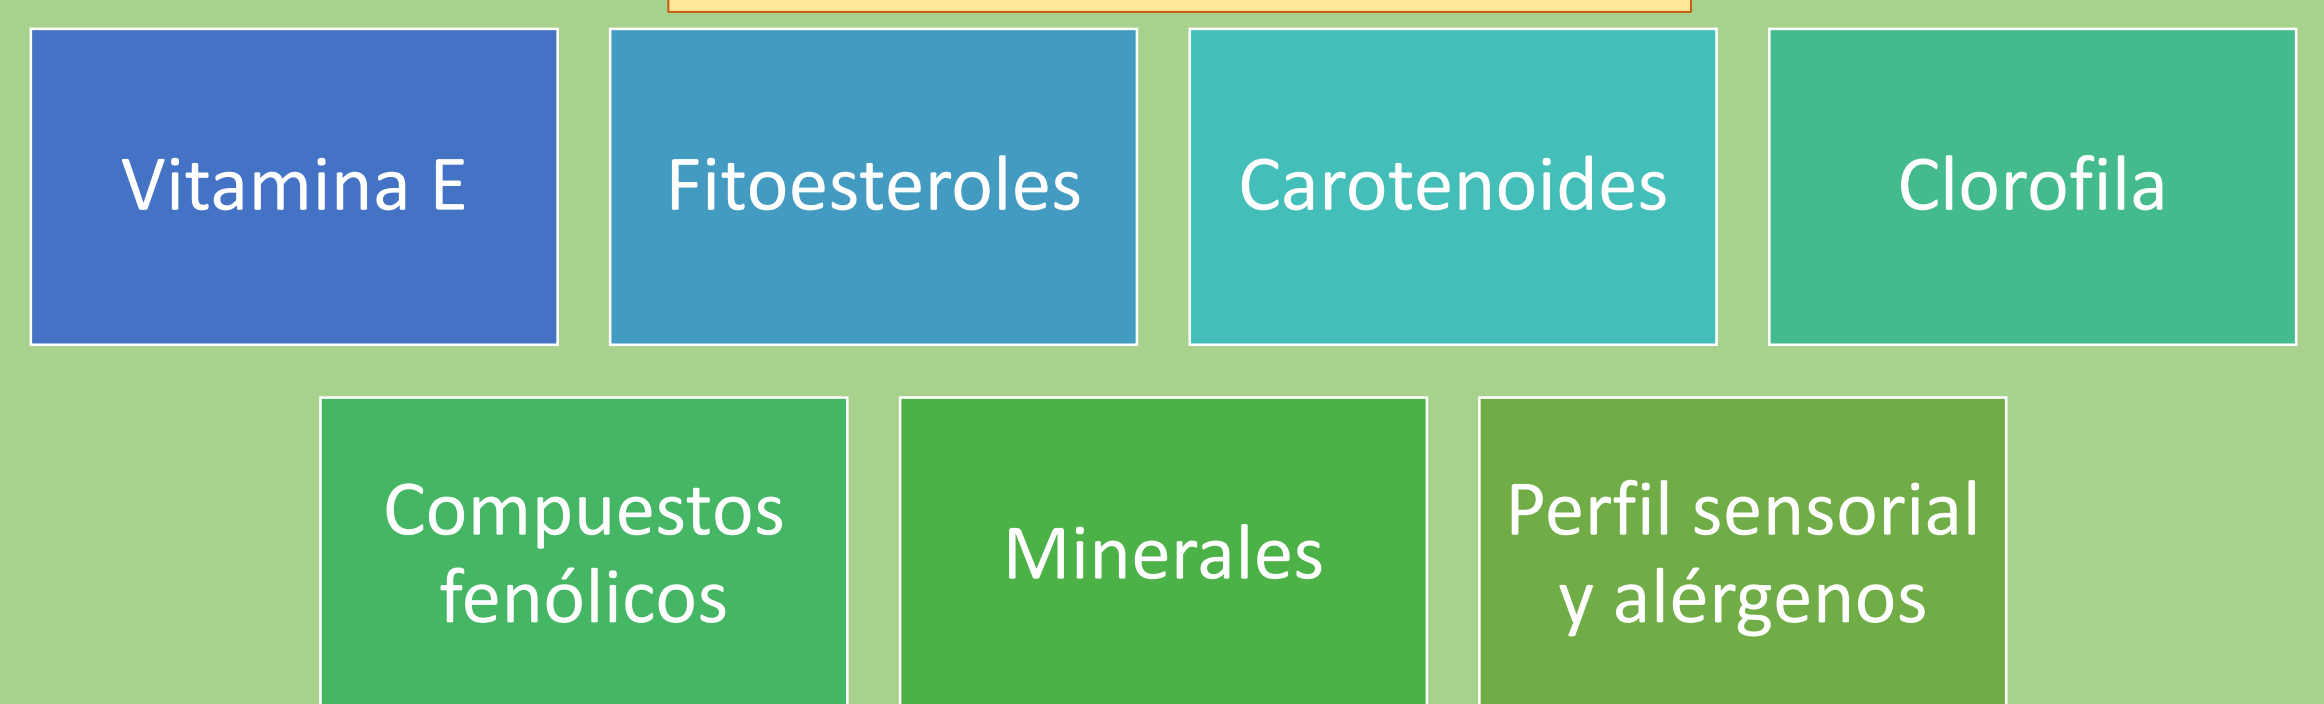 Vitamina E
Fitoesteroles
Carotenoides
Clorofila
Compuestos
fenólicos
Minerales
Perfil sensorial
y alérgenos